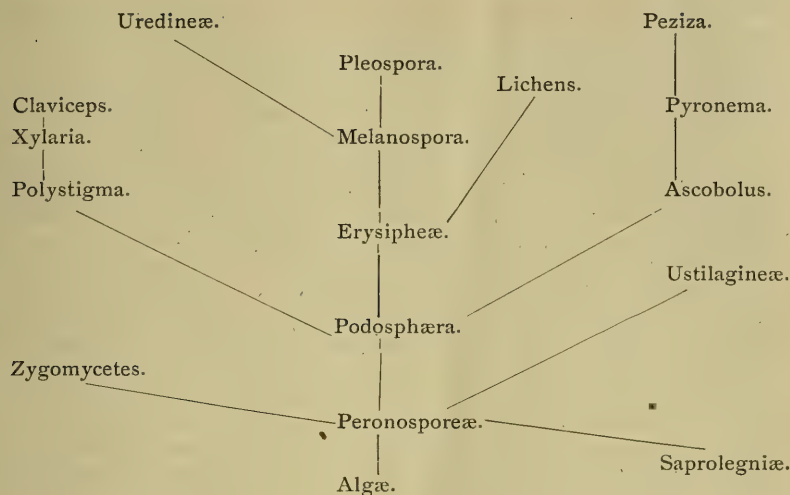 Uredineæ.
Peziza.
Pleospora.
Lichens.
Claviceps.
Pyronema.
Xylaria.
Melanospora.
Polystigma.
Ascobolus.
Erysipheæ.
Ustilagineæ.
Podosphæra.
Zygomycetes.
Peronosporeæ.
Saprolegniæ.
Algæ.